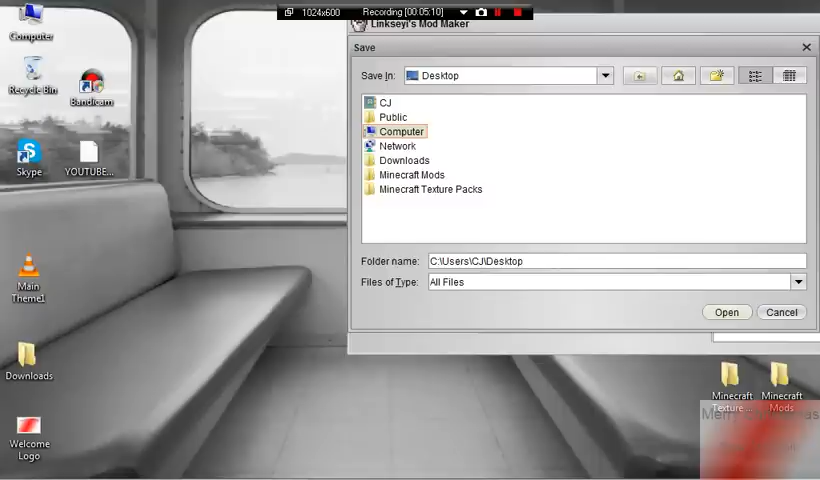 1024x600
Recording [00:05:10]
Linkseyi's Mod Maker
Save
Save In:
Desktop
CJ
Public
Computer
Network
Downloads
Minecraft Mods
Minecraft Texture Packs
Folder name:
C:\Users\CJ\Desktop
Files of Type:
All Files
Open
Cancel
Computer
Recycle Bin
Bandicam
Skype
YOUTUBE...
Main
Theme1
Downloads
Welcome
Logo
Minecraft
Texture ...
Minecraft
Mods